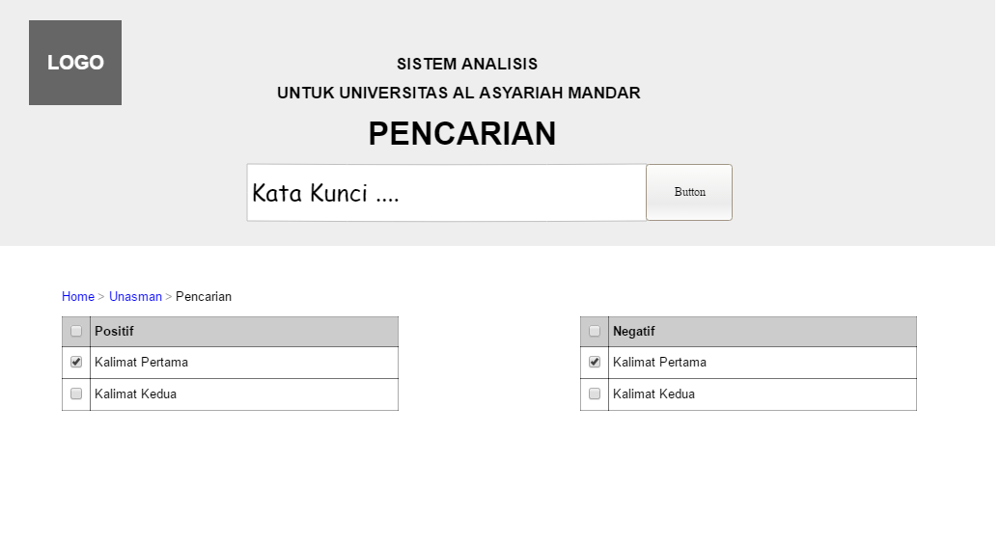 LOGO
SISTEM ANALISIS
UNTUK UNIVERSITAS AL ASYARIAH MANDAR
PENCARIAN
Kata Kunci ....
Button
Home > Unasman > Pencarian
Positif
Kalimat Pertama
Kalimat Kedua
Negatif
Kalimat Pertama
Kalimat Kedua